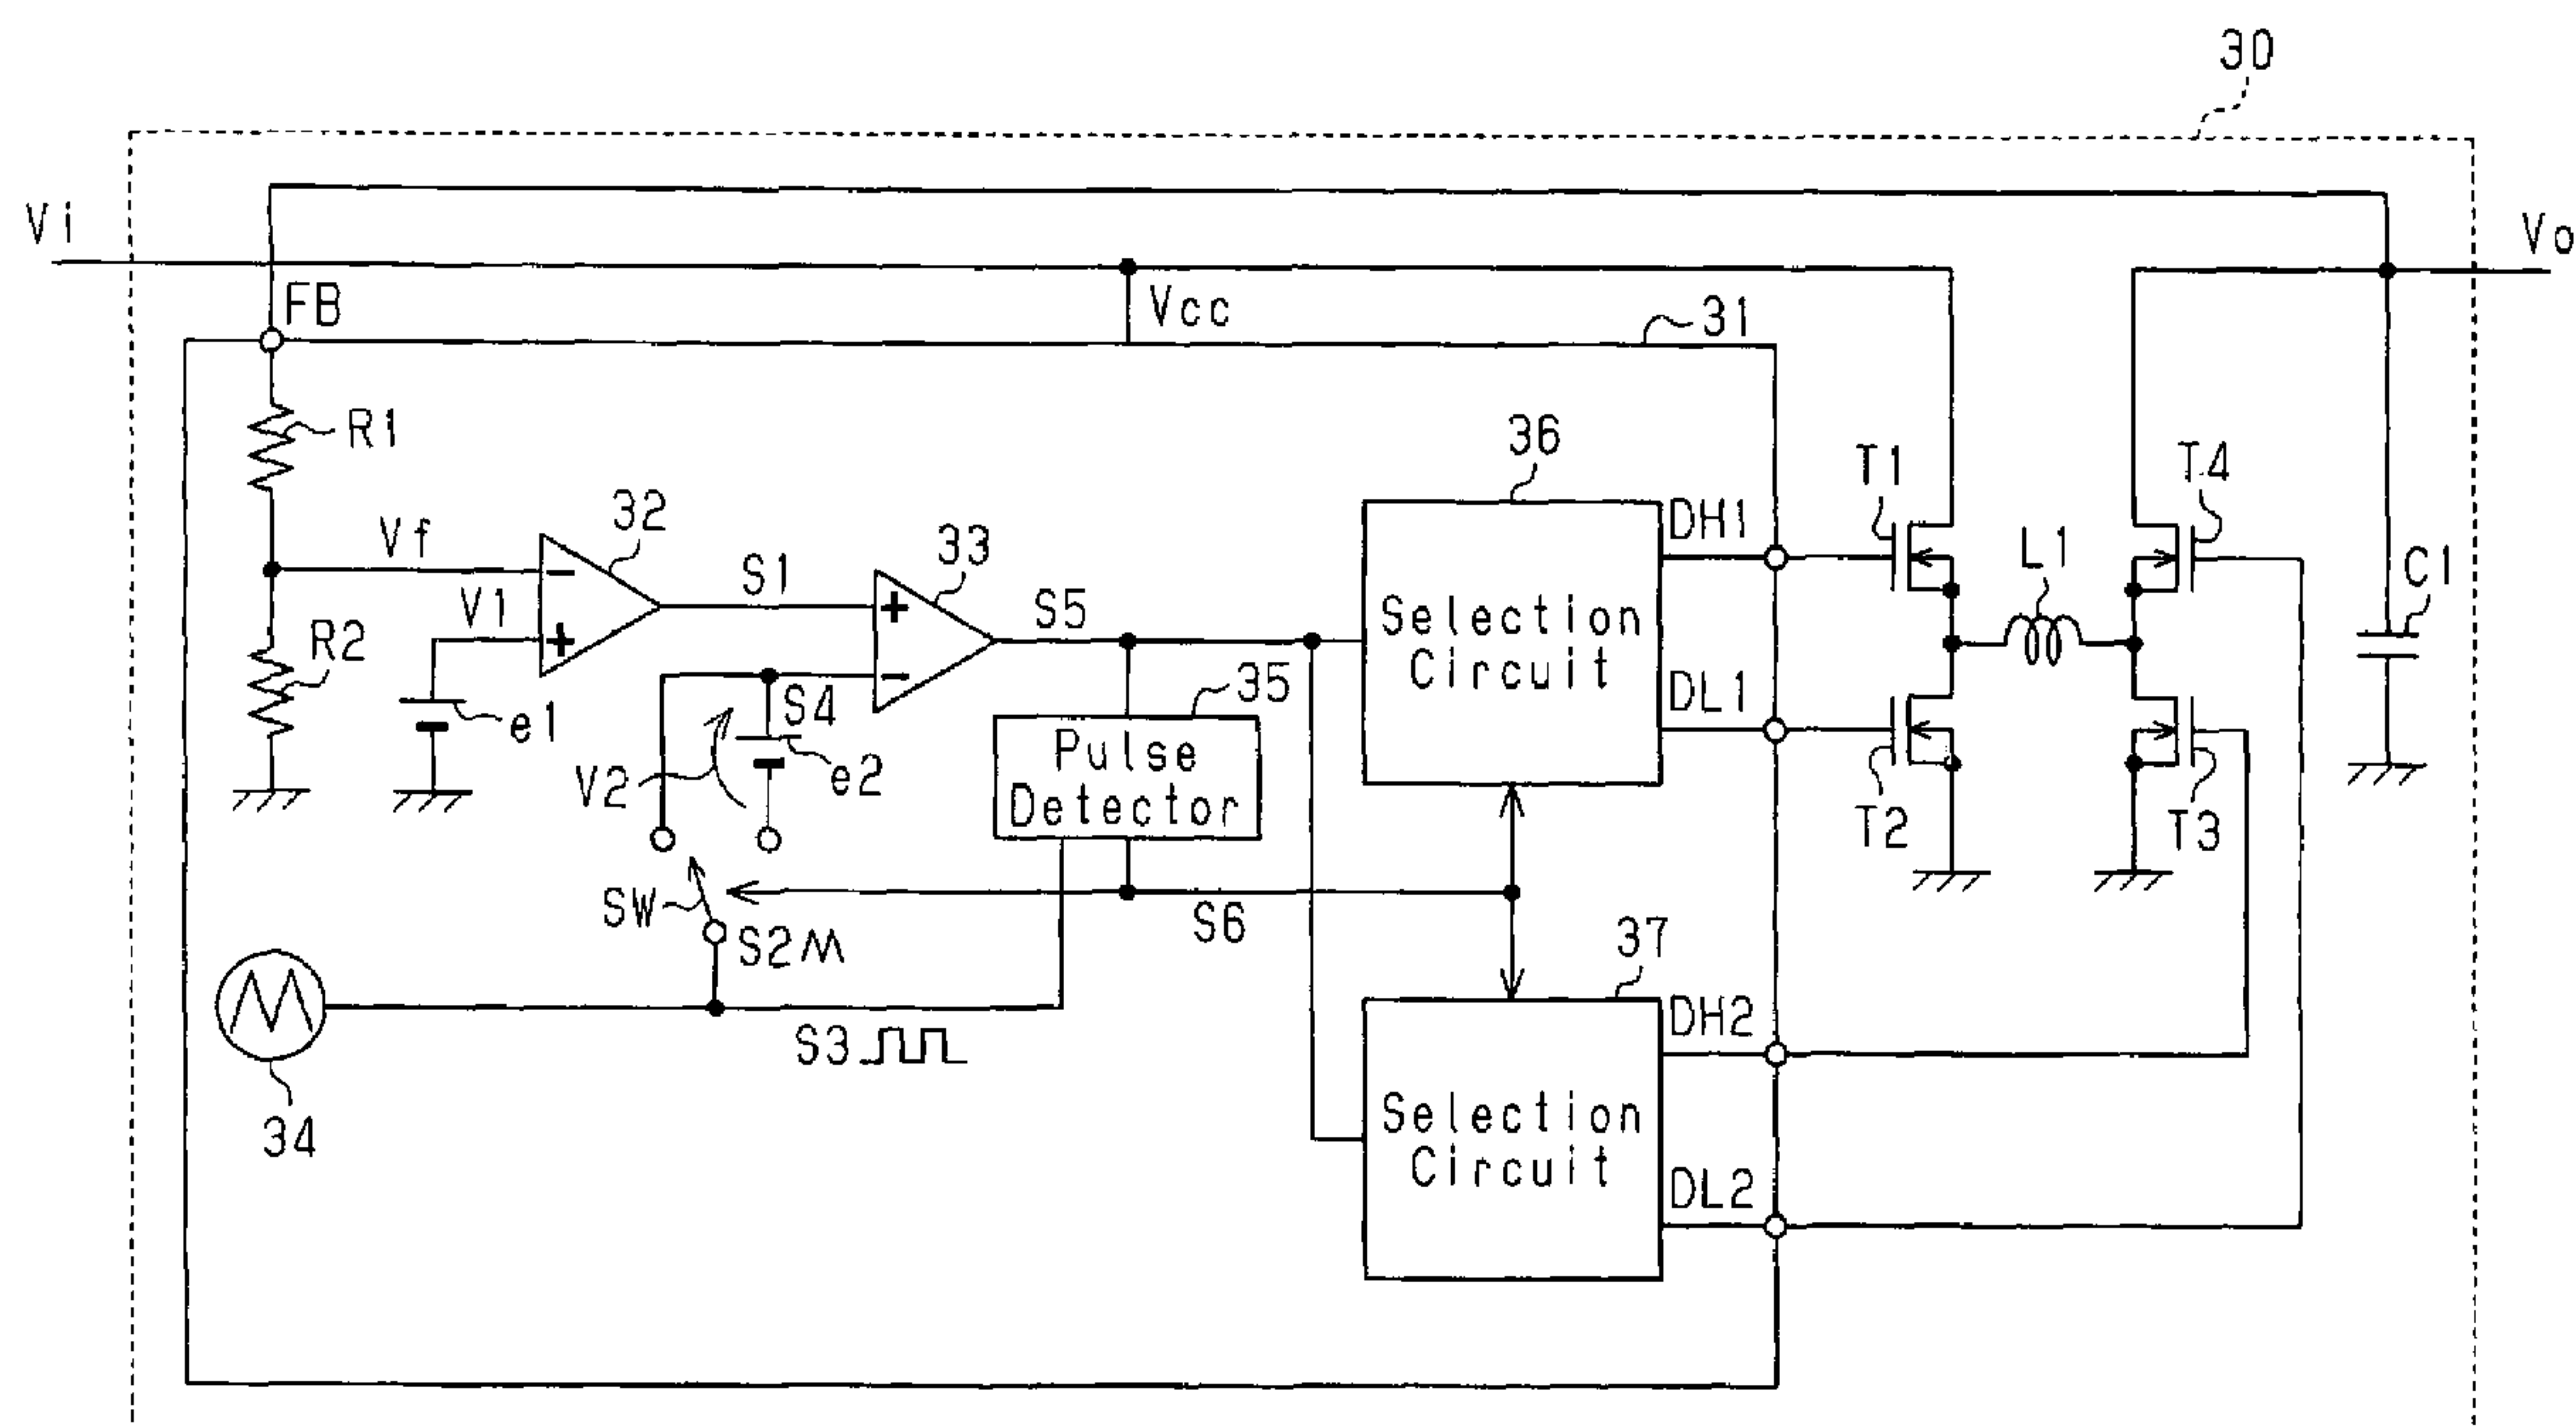 30
Vi
Vo
FB
Vcc
31
R1
36
T1
T4
32
DH1
L1
Vf
33
C1
S1
V1
S5
Selection
Circuit
R2
35
DL1
e1
S4
Pulse
Detector
V2
e2
T2
T3
SW
S6
S2
37
DH2
S3
Selection
Circuit
34
DL2